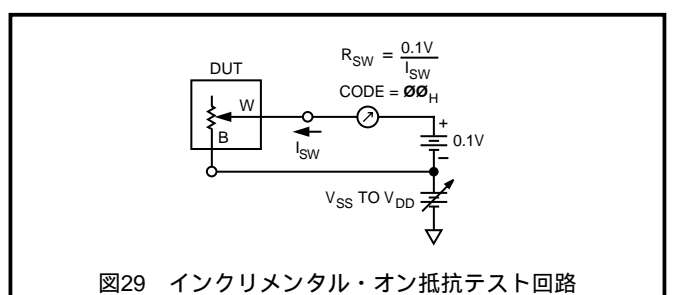 R_SW = 0.1V / I_SW
DUT
CODE = ØØ_H
W
B
I_SW
+
0.1V
−
V_SS TO V_DD
図29 インクリメンタル・オン抵抗テスト回路